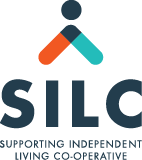 SILC
SUPPORTING INDEPENDENT
LIVING CO-OPERATIVE